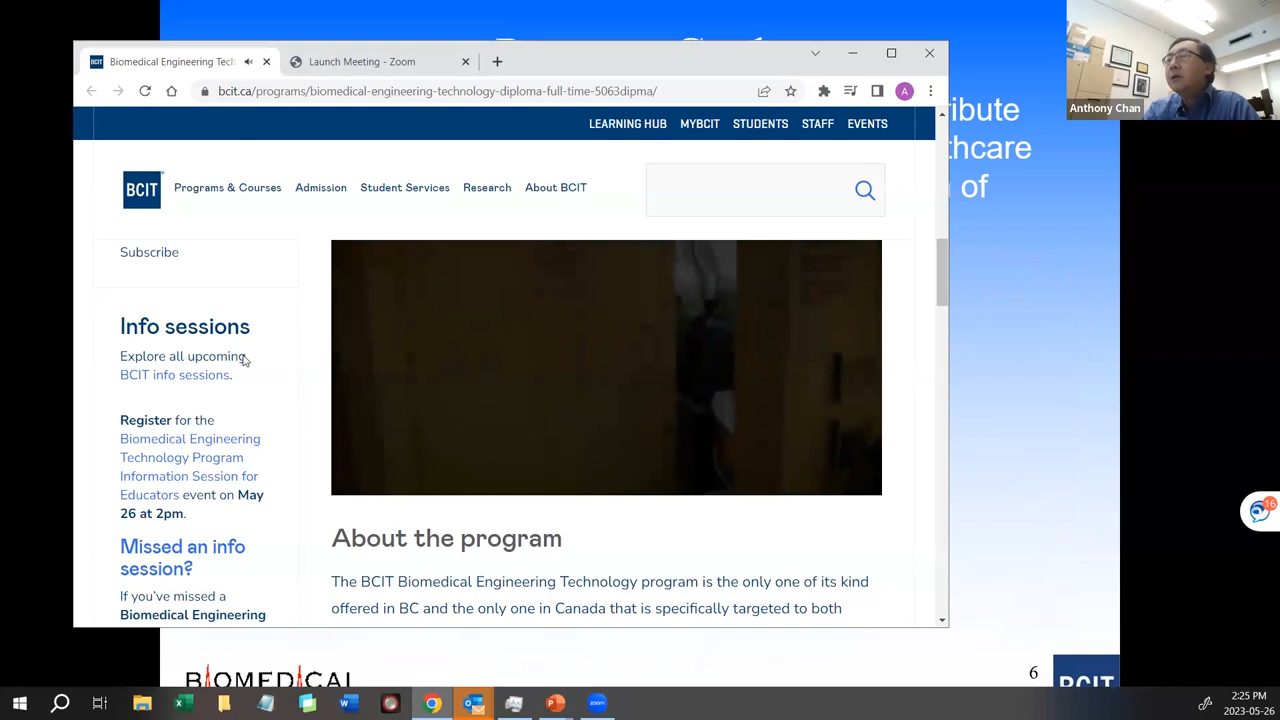 Biomedical Engineering Tech
Launch Meeting - Zoom
bcit.ca/programs/biomedical-engineering-technology-diploma-full-time-5063dipma/
A
LEARNING HUB MYBCIT STUDENTS STAFF EVENTS
BCIT Programs & Courses Admission Student Services Research About BCIT
Subscribe
Info sessions
Explore all upcoming
BCIT info sessions.
Register for the
Biomedical Engineering
Technology Program
Information Session for
Educators event on May
26 at 2pm.
Missed an info
session?
If you've missed a
Biomedical Engineering
About the program
The BCIT Biomedical Engineering Technology program is the only one of its kind
offered in BC and the only one in Canada that is specifically targeted to both
Anthony Chan
ibute
thcare
of
16
BIOMEDICAL
6
BCIT
2:25 PM
2023-05-26